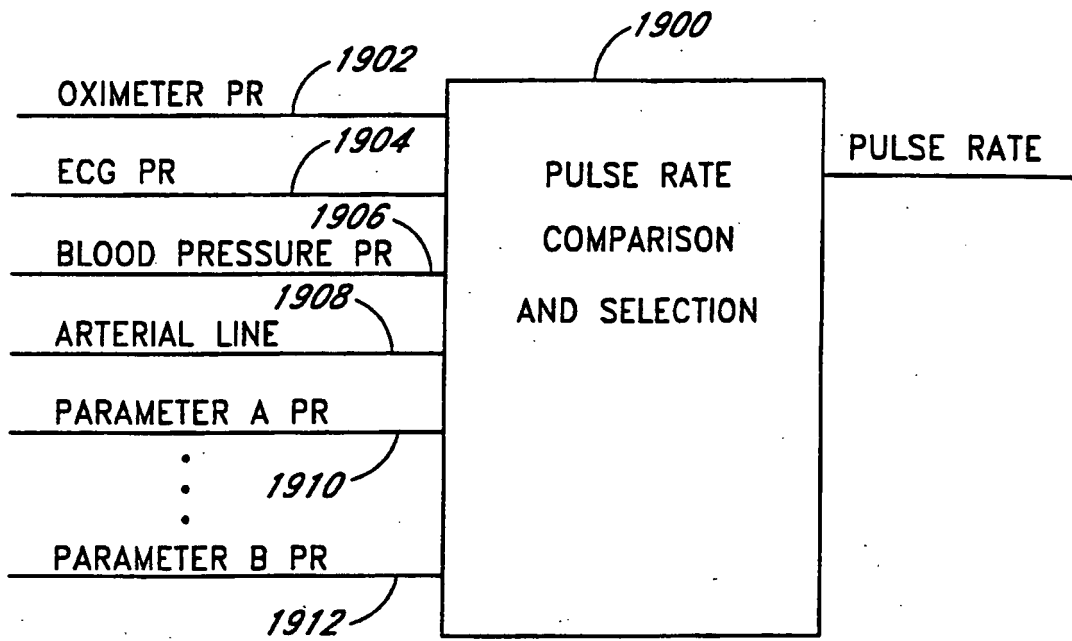 1900
1902
OXIMETER PR
1904
ECG PR
1906
BLOOD PRESSURE PR
1908
ARTERIAL LINE
PARAMETER A PR
1910
PARAMETER B PR
1912
PULSE RATE
COMPARISON
AND SELECTION
PULSE RATE